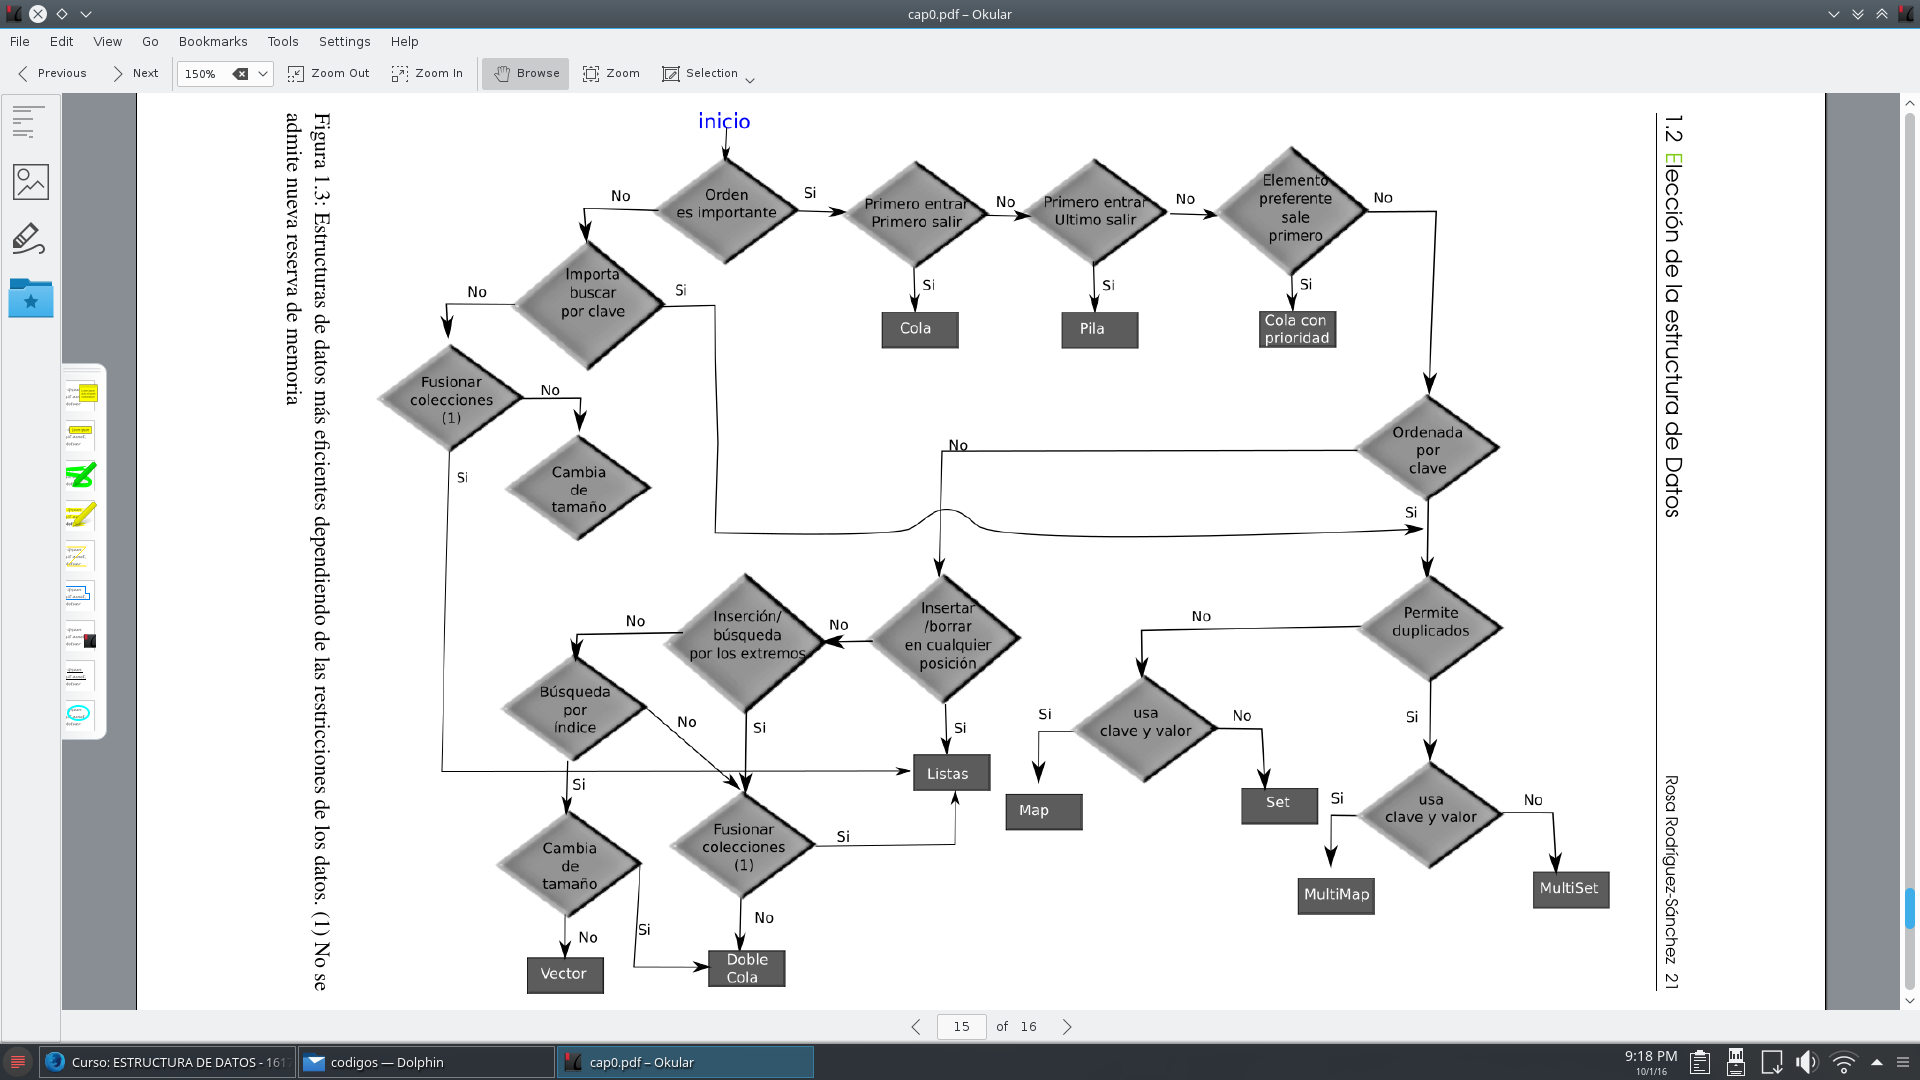 cap0.pdf – Okular
File Edit View Go Bookmarks Tools Settings Help
Previous Next 150% Zoom Out Zoom In Browse Zoom Selection
1.2 Elección de la estructura de Datos
Rosa Rodríguez-Sánchez 21
inicio
Orden
es importante
Si
No
Primero entrar
Primero salir
No
Si
Cola
Primero entrar
Ultimo salir
No
Si
Pila
Elemento
preferente
sale
primero
No
Si
Cola con
prioridad
Importa
buscar
por clave
Si
No
Fusionar
colecciones
(1)
No
Si
Cambia
de
tamaño
Ordenada
por
clave
No
Si
Insertar
/borrar
en cualquier
posición
No
Si
Listas
Inserción/
búsqueda
por los extremos
No
Si
Búsqueda
por
índice
No
Si
Cambia
de
tamaño
No
Si
Vector
Fusionar
colecciones
(1)
Si
No
Doble
Cola
Permite
duplicados
No
Si
usa
clave y valor
Si
No
Map
Set
usa
clave y valor
Si
No
MultiMap
MultiSet
Figura 1.3: Estructuras de datos más eficientes dependiendo de las restricciones de los datos. (1) No se
admite nueva reserva de memoria
15 of 16
Curso: ESTRUCTURA DE DATOS - 161
codigos — Dolphin
cap0.pdf – Okular
9:18 PM
10/1/16